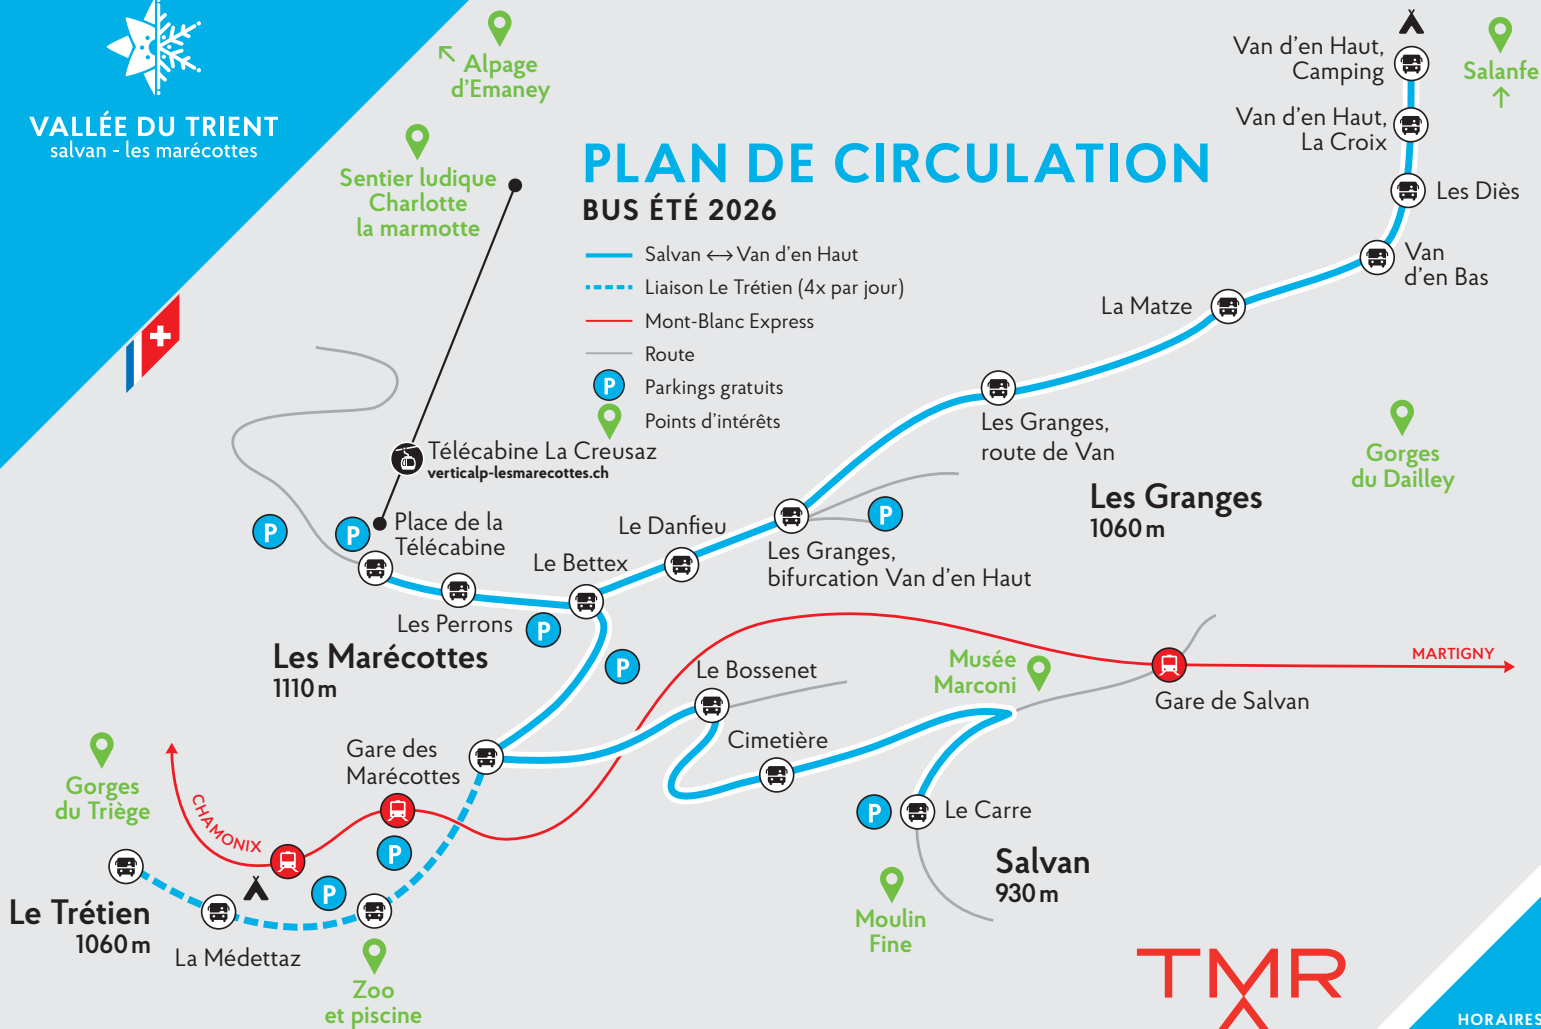 VALLÉE DU TRIENT
salvan - les marécottes
Alpage
d'Emaney
Sentier ludique
Charlotte
la marmotte
PLAN DE CIRCULATION
BUS ÉTÉ 2026
Salvan ↔ Van d'en Haut
Liaison Le Trétien (4x par jour)
Mont-Blanc Express
Route
P
Parkings gratuits
Points d'intérêts
Van d'en Haut,
Camping
Salanfe
Van d'en Haut,
La Croix
Les Diès
Van
d'en Bas
La Matze
Les Granges,
route de Van
Gorges
du Dailley
Les Granges
1060 m
Télécabine La Creusaz
verticalp-lesmarecottes.ch
P
P
Place de la
Télécabine
Le Danfieu
P
Les Granges,
bifurcation Van d'en Haut
Le Bettex
Les Perrons
P
Les Marécottes
1110 m
P
Le Bossenet
Musée
Marconi
MARTIGNY
Gare de Salvan
Cimetière
Gare des
Marécottes
Gorges
du Triège
CHAMONIX
P
P
P
Le Carre
Salvan
930 m
Le Trétien
1060 m
La Médettaz
Moulin
Fine
Zoo
et piscine
TMR
HORAIRES